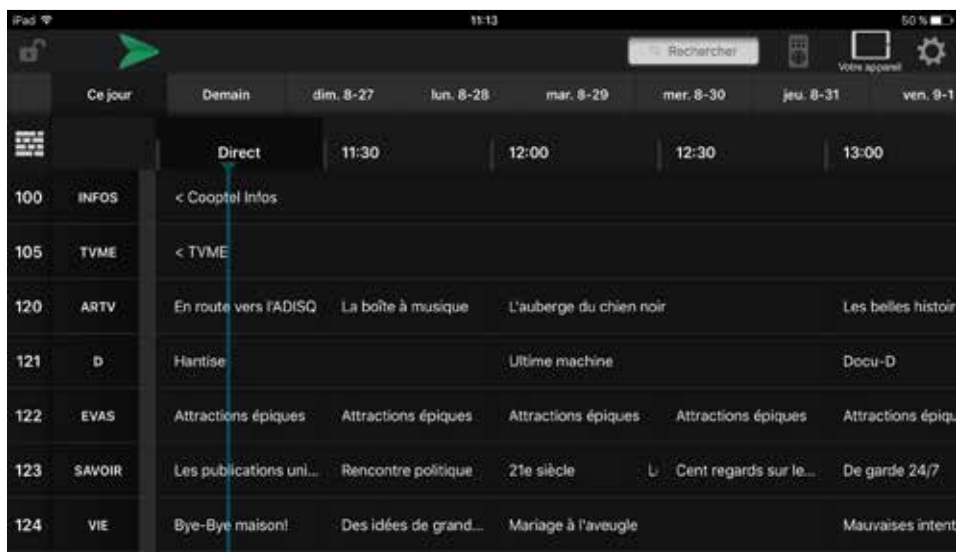 iPad 11:13 50 %
Rechercher
Votre appareil
Ce jour Demain dim. 8-27 lun. 8-28 mar. 8-29 mer. 8-30 jeu. 8-31 ven. 9-1
Direct 11:30 12:00 12:30 13:00
100 INFOS < Cooptel Infos
105 TVME < TVME
120 ARTV En route vers l'ADISQ La boîte à musique L'auberge du chien noir Les belles histoir
121 D Hantise Ultime machine Docu-D
122 EVAS Attractions épiques Attractions épiques Attractions épiques Attractions épiques Attractions épiqu
123 SAVOIR Les publications uni... Rencontre politique 21e siècle Cent regards sur le... De garde 24/7
124 VIE Bye-Bye maison! Des idées de grand... Mariage à l'aveugle Mauvaises intent